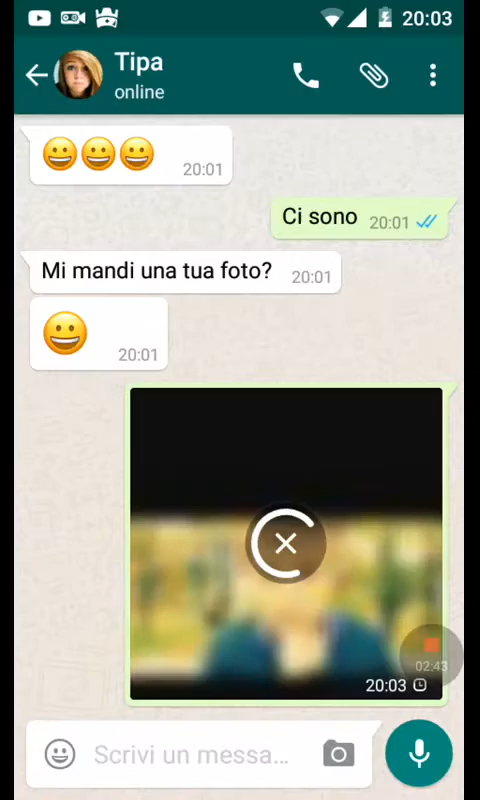 20:03
Tipa
online
20:01
Ci sono 20:01
Mi mandi una tua foto? 20:01
20:01
02:43
20:03
Scrivi un messa...